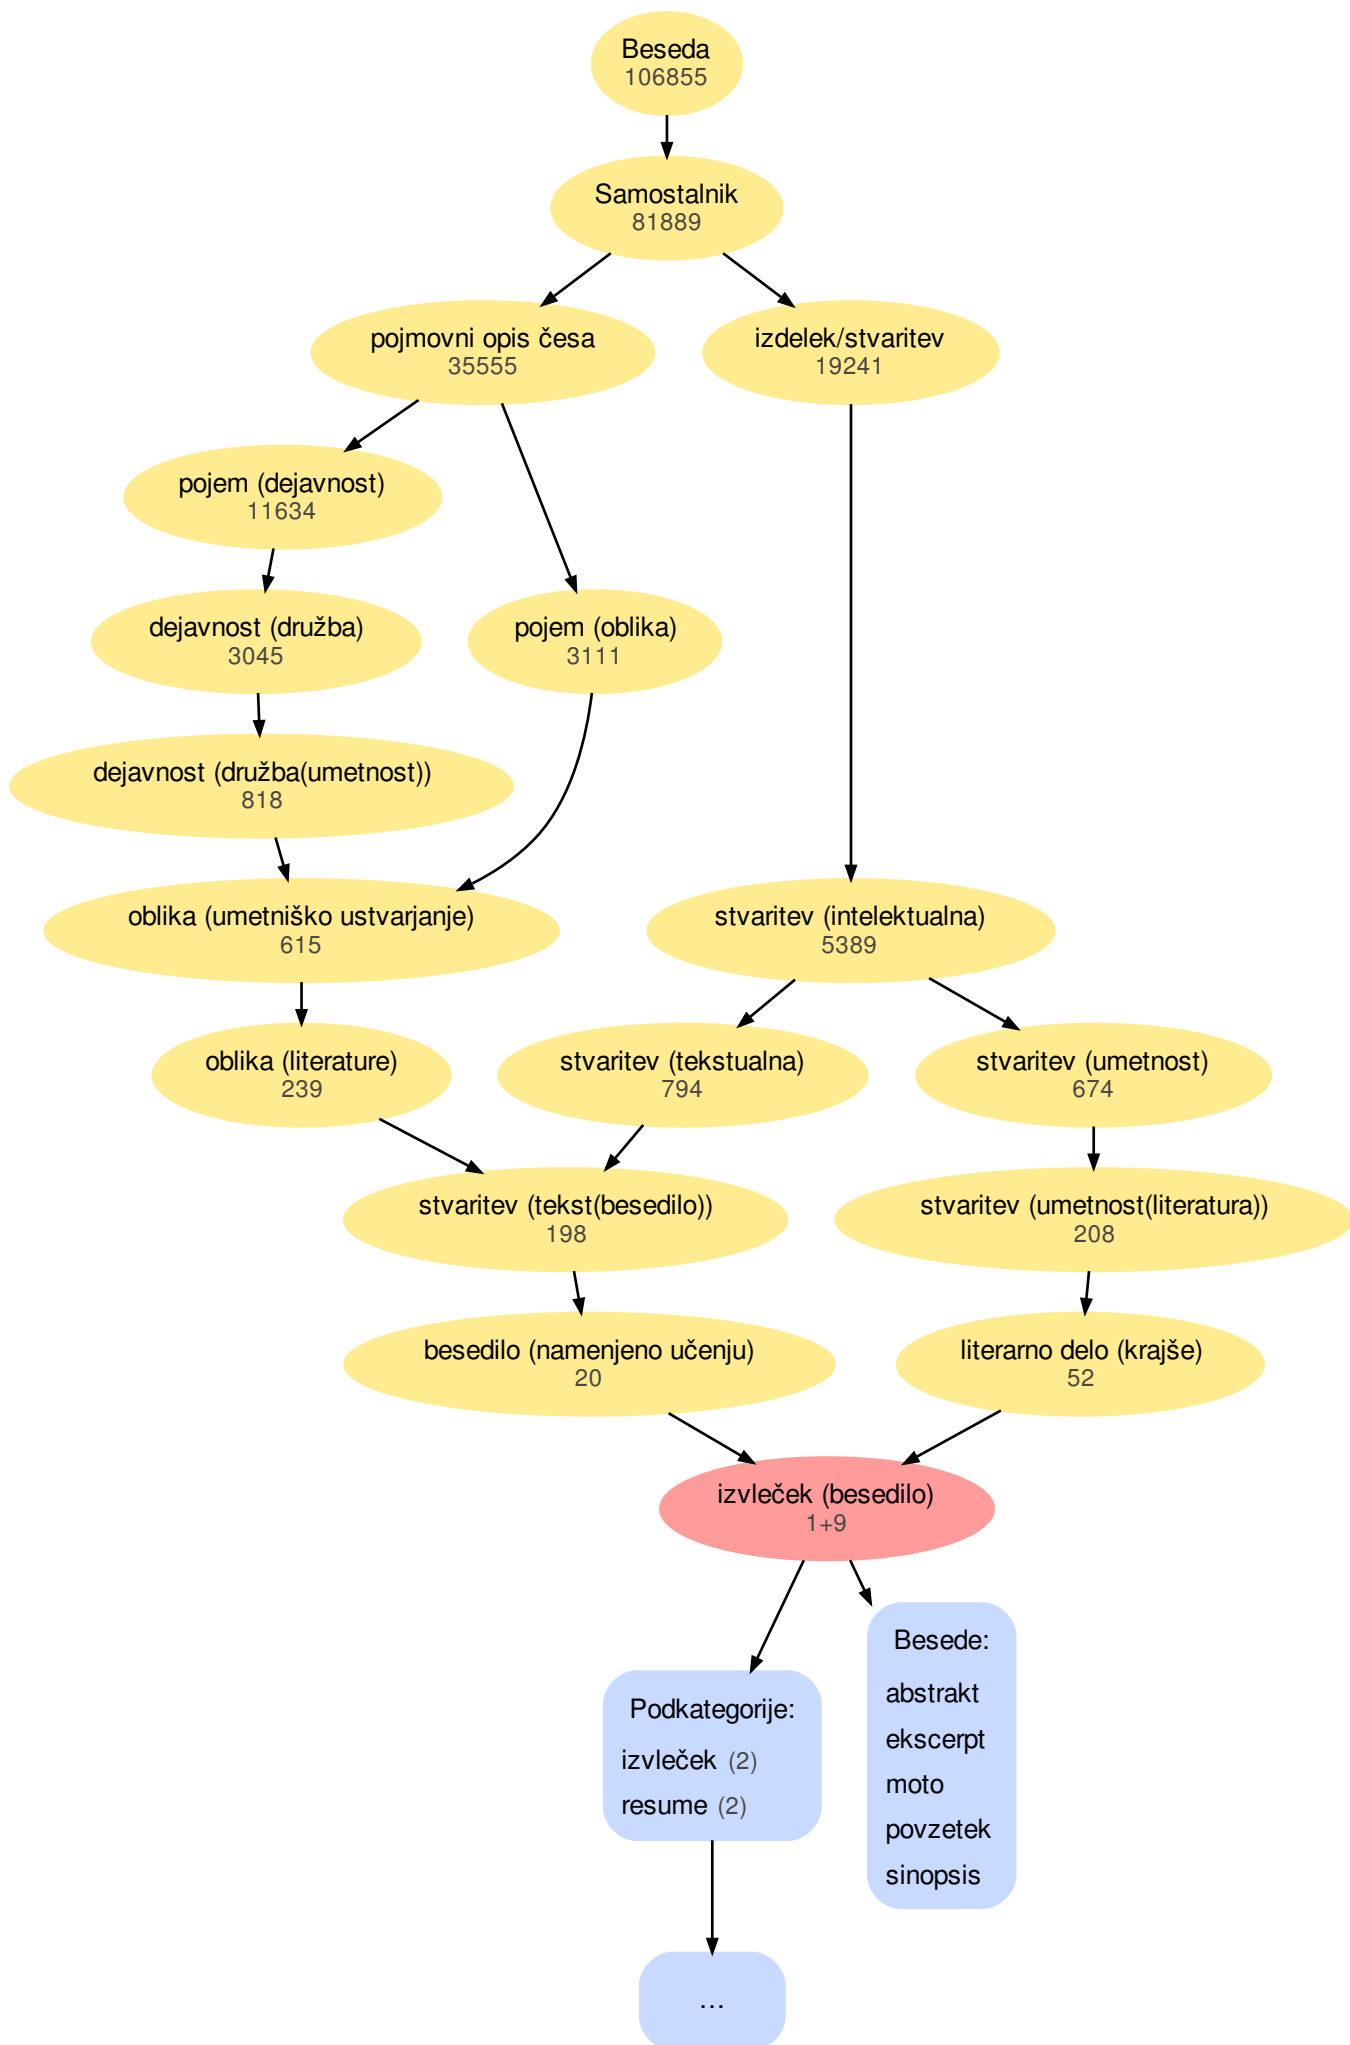 Beseda
106855
Samostalnik
81889
pojmovni opis česa
35555
izdelek/stvaritev
19241
pojem (dejavnost)
11634
dejavnost (družba)
3045
pojem (oblika)
3111
dejavnost (družba(umetnost))
818
oblika (umetniško ustvarjanje)
615
stvaritev (intelektualna)
5389
oblika (literature)
239
stvaritev (tekstualna)
794
stvaritev (umetnost)
674
stvaritev (tekst(besedilo))
198
stvaritev (umetnost(literatura))
208
besedilo (namenjeno učenju)
20
literarno delo (krajše)
52
izvleček (besedilo)
1+9
Podkategorije:
izvleček (2)
resume (2)
Besede:
abstrakt
ekscerpt
moto
povzetek
sinopsis
...